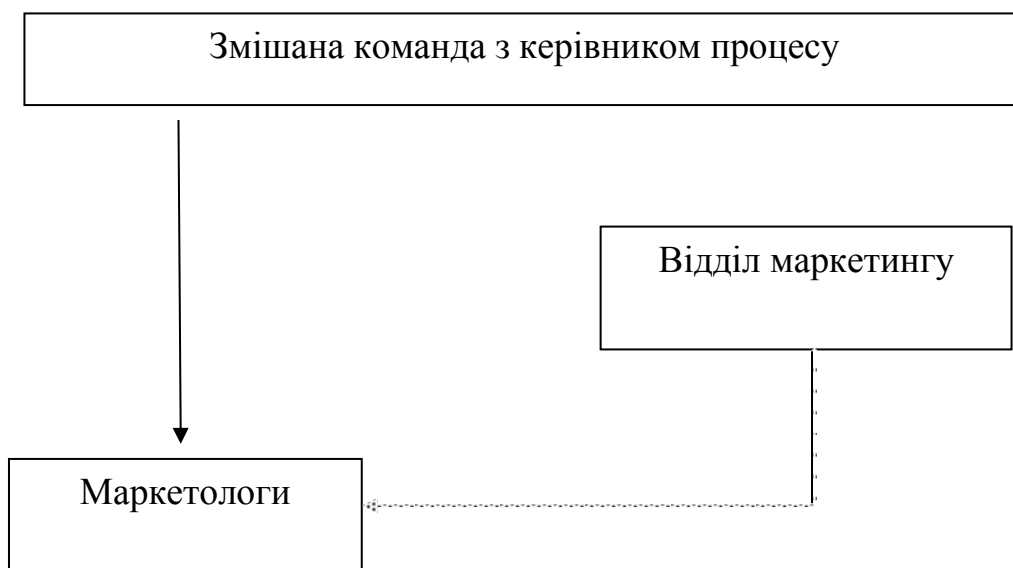 Змішана команда з керівником процесу
Відділ маркетингу
Маркетологи